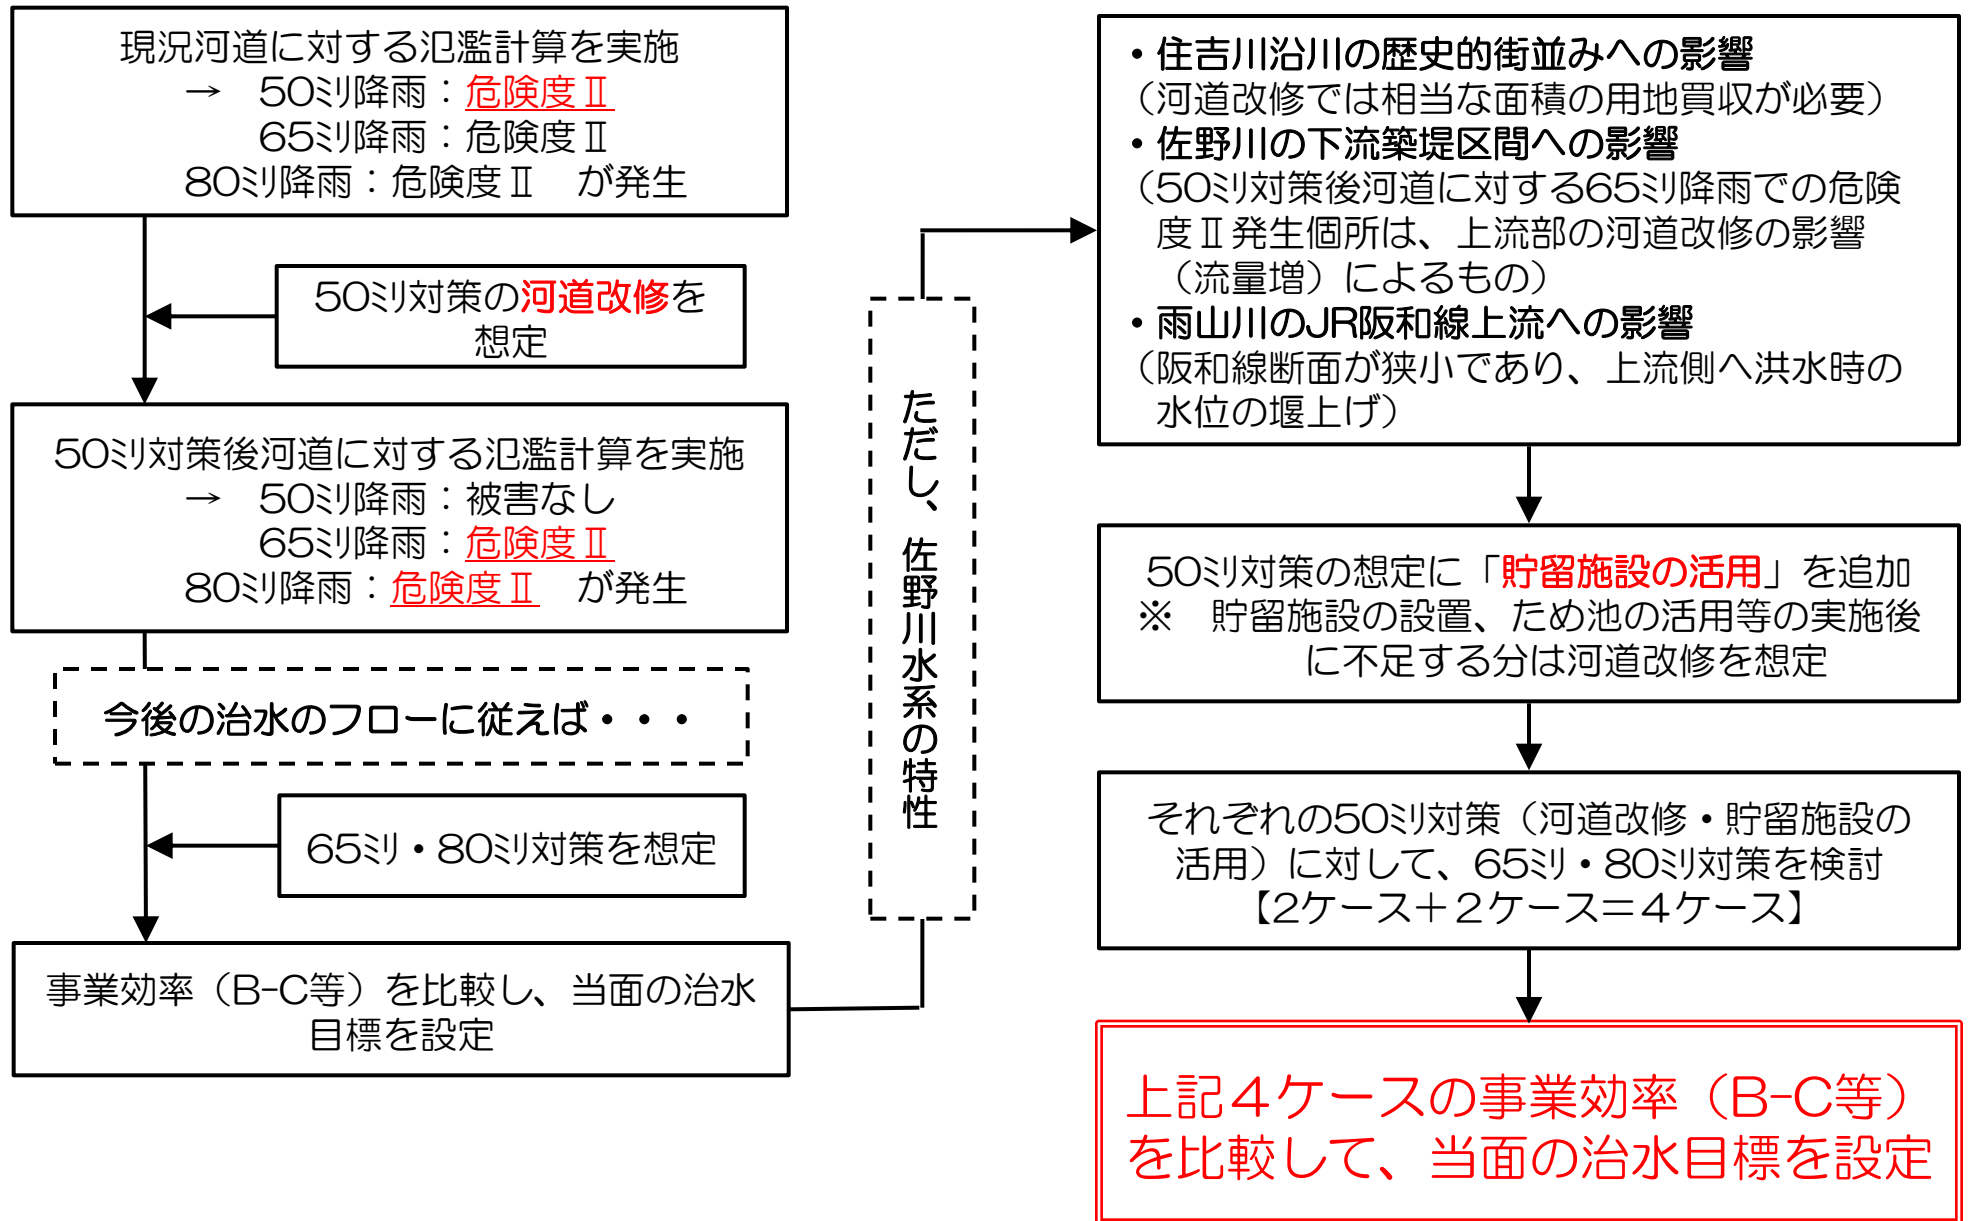 現況河道に対する氾濫計算を実施
→　50ミリ降雨：危険度Ⅱ
65ミリ降雨：危険度Ⅱ
80ミリ降雨：危険度Ⅱ　が発生
50ミリ対策の河道改修を
想定
50ミリ対策後河道に対する氾濫計算を実施
→　50ミリ降雨：被害なし
65ミリ降雨：危険度Ⅱ
80ミリ降雨：危険度Ⅱ　が発生
今後の治水のフローに従えば・・・
65ミリ・80ミリ対策を想定
事業効率（B-C等）を比較し、当面の治水
目標を設定
ただし、佐野川水系の特性
・住吉川沿川の歴史的街並みへの影響
（河道改修では相当な面積の用地買収が必要）
・佐野川の下流築堤区間への影響
（50ミリ対策後河道に対する65ミリ降雨での危険
度Ⅱ発生個所は、上流部の河道改修の影響
（流量増）によるもの）
・雨山川のJR阪和線上流への影響
（阪和線断面が狭小であり、上流側へ洪水時の
水位の堰上げ）
50ミリ対策の想定に「貯留施設の活用」を追加
※　貯留施設の設置、ため池の活用等の実施後
に不足する分は河道改修を想定
それぞれの50ミリ対策（河道改修・貯留施設の
活用）に対して、65ミリ・80ミリ対策を検討
【2ケース＋2ケース＝4ケース】
上記4ケースの事業効率（B-C等）
を比較して、当面の治水目標を設定